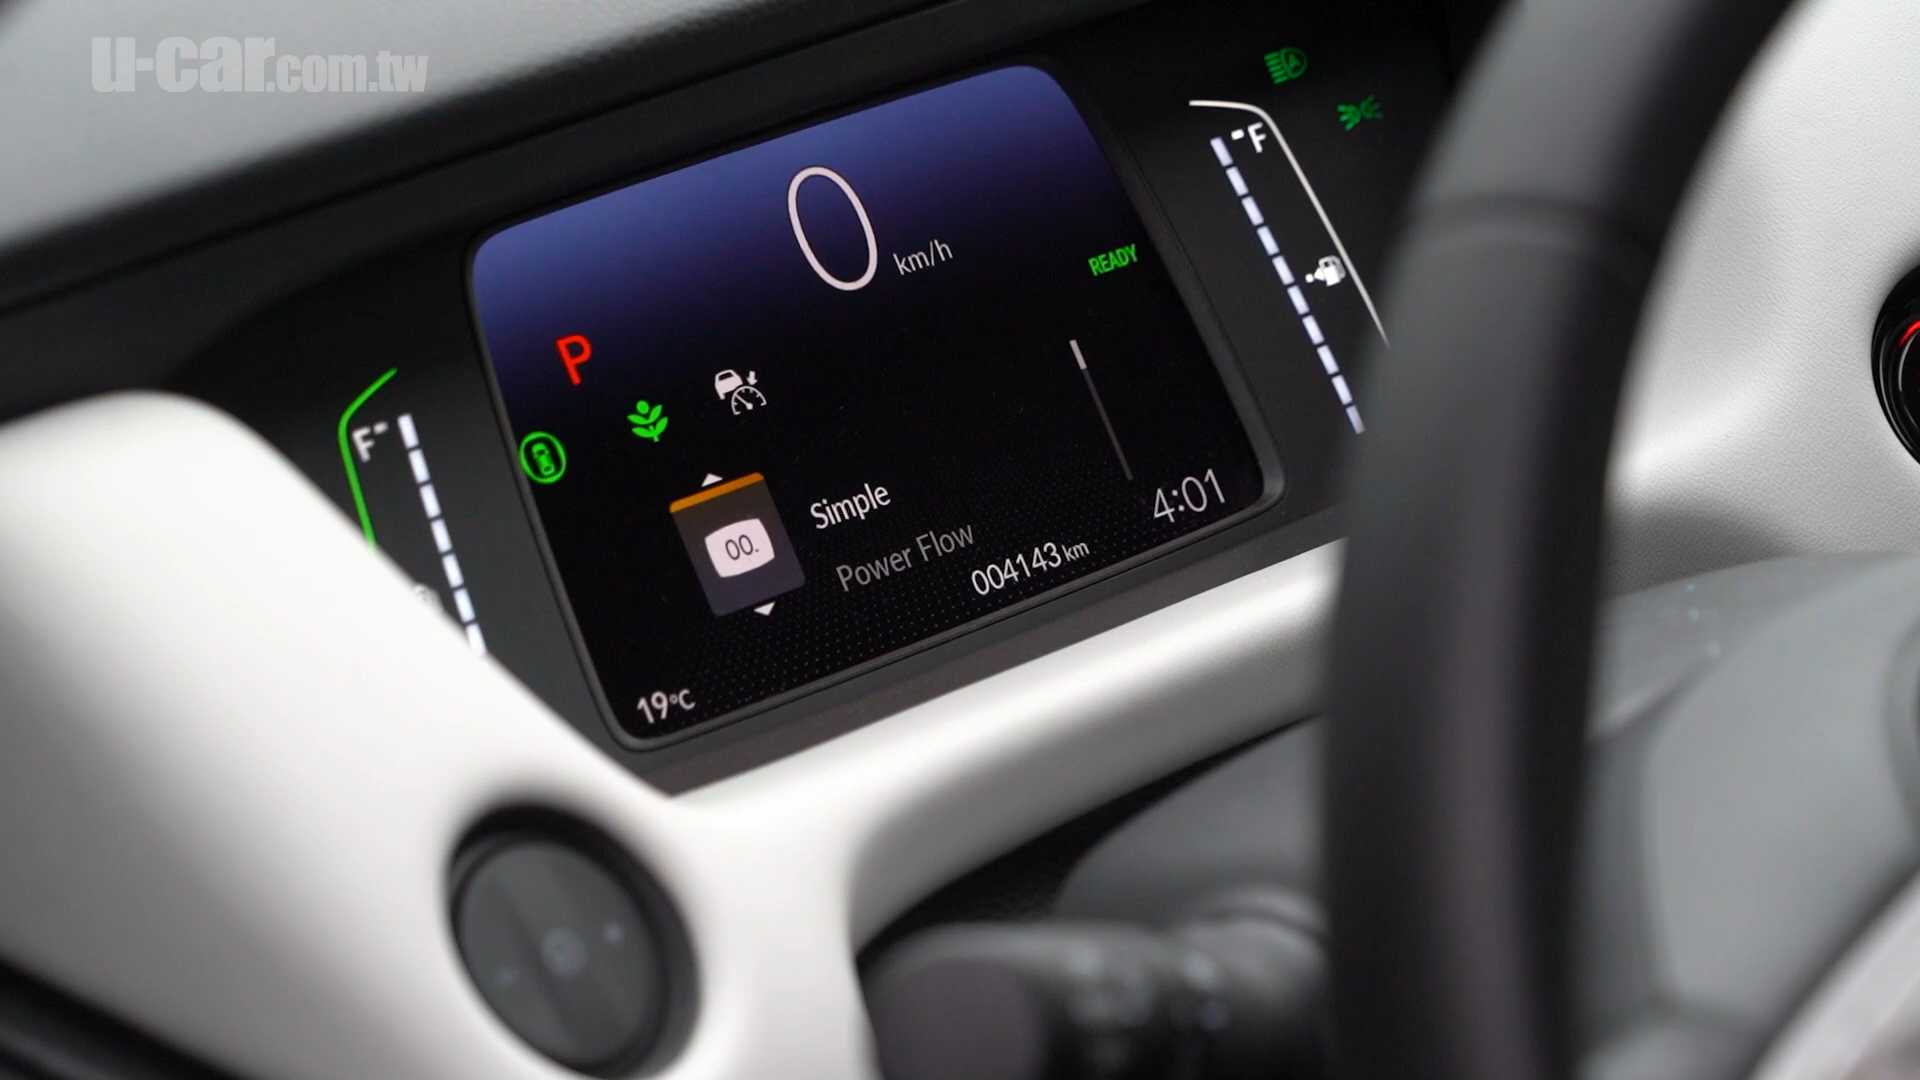 u-car.com.tw
0 km/h
READY
P
F
F
A
00.
Simple
Power Flow
4:01
004143 km
19°C